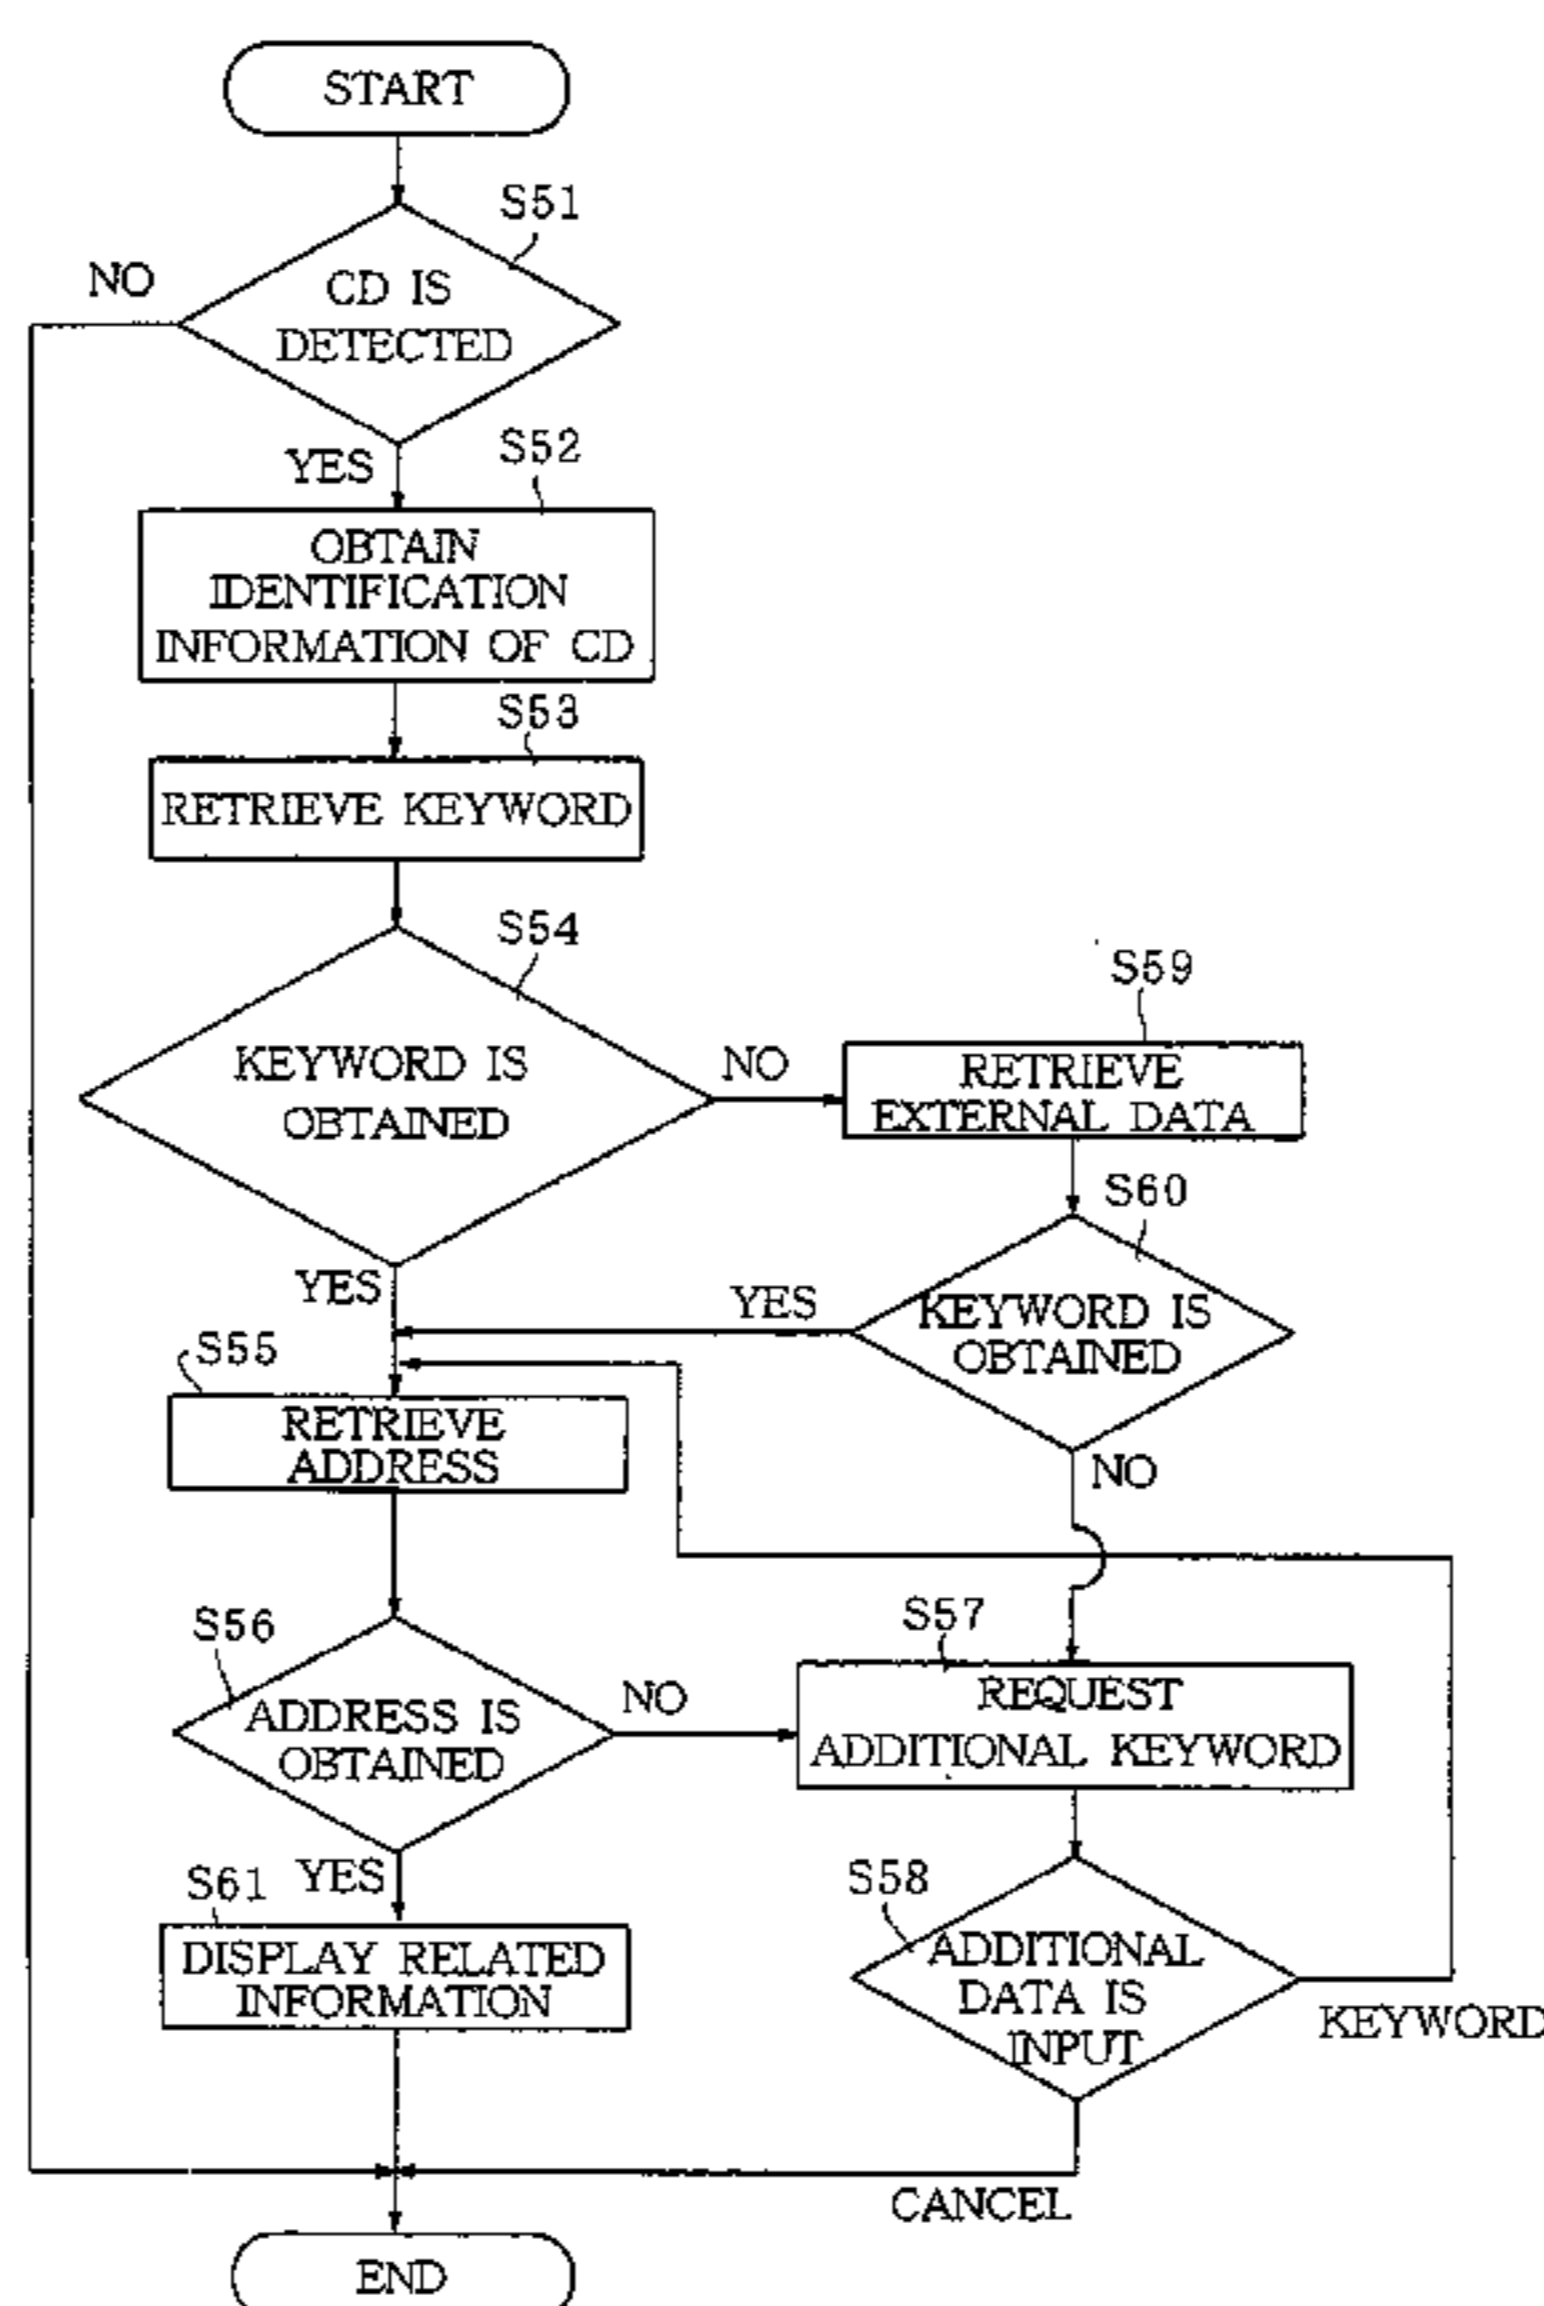 START
S51
NO
CD IS
DETECTED
YES
S52
OBTAIN
IDENTIFICATION
INFORMATION OF CD
S53
RETRIEVE KEYWORD
S54
KEYWORD IS
OBTAINED
NO
S59
RETRIEVE
EXTERNAL DATA
S60
YES
YES
KEYWORD IS
OBTAINED
NO
S55
RETRIEVE
ADDRESS
S56
ADDRESS IS
OBTAINED
NO
S57
REQUEST
ADDITIONAL KEYWORD
S61
YES
DISPLAY RELATED
INFORMATION
S58
ADDITIONAL
DATA IS
INPUT
KEYWORD
CANCEL
END